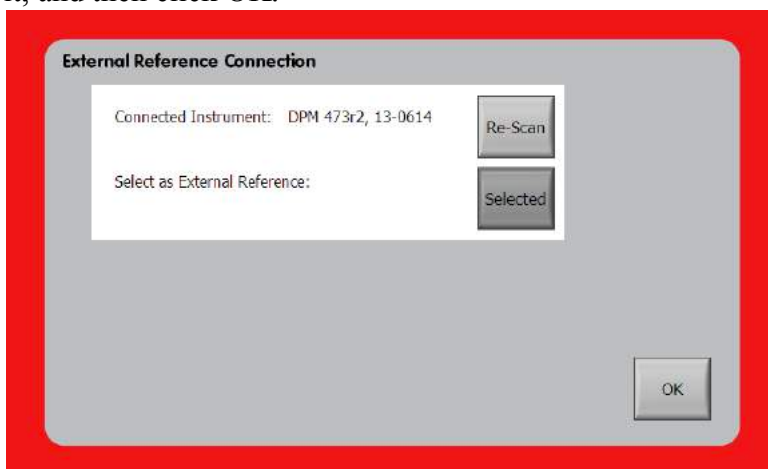 External Reference Connection
Connected Instrument: DPM 473r2, 13-0614
Re-Scan
Select as External Reference:
Selected
OK